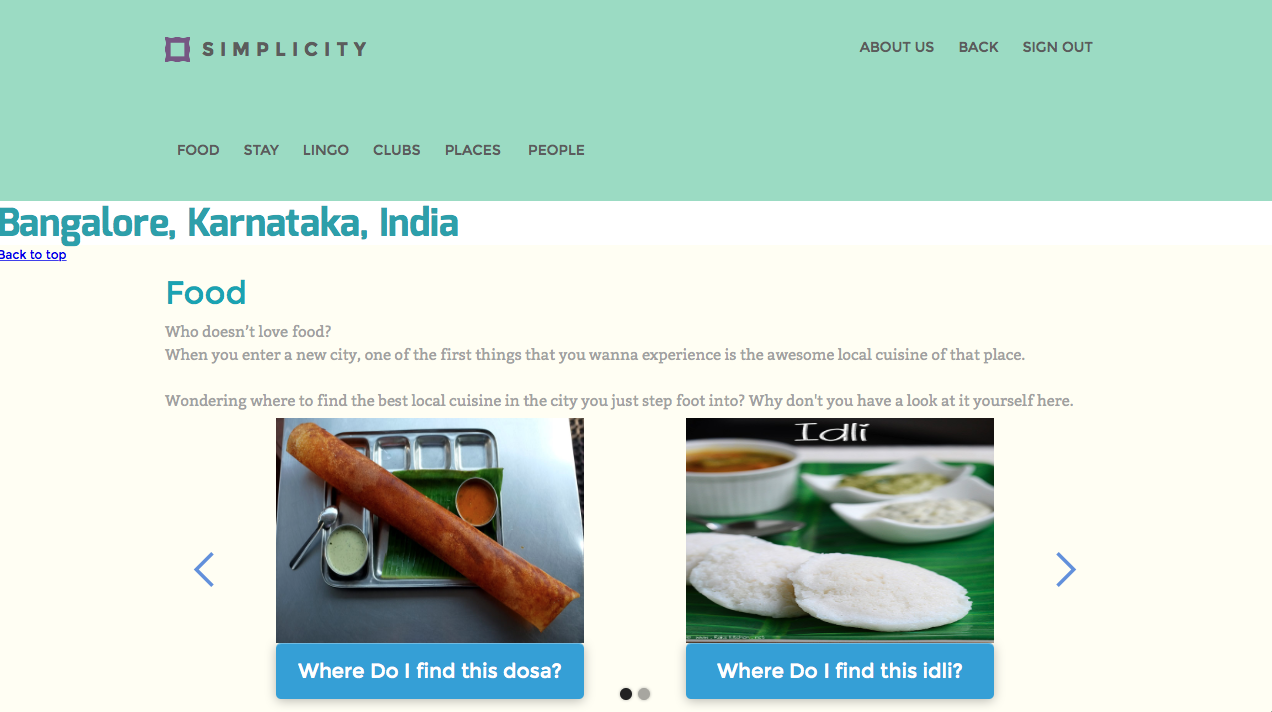 SIMPLICITY
ABOUT US BACK SIGN OUT
FOOD STAY LINGO CLUBS PLACES PEOPLE
Bangalore, Karnataka, India
Back to top
Food
Who doesn’t love food?
When you enter a new city, one of the first things that you wanna experience is the awesome local cuisine of that place.
Wondering where to find the best local cuisine in the city you just step foot into? Why don't you have a look at it yourself here.
Idli
Where Do I find this dosa?
Where Do I find this idli?